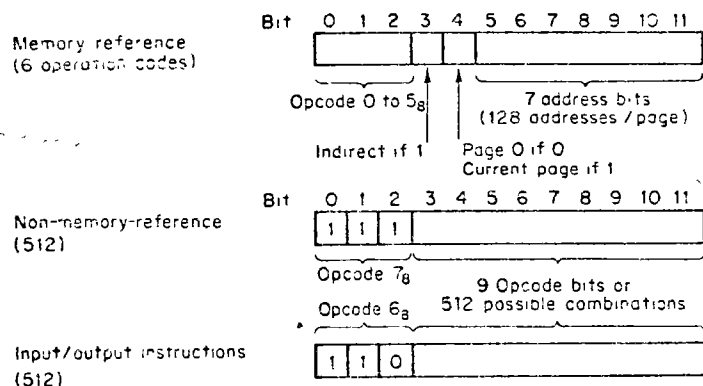 Bit 0 1 2 3 4 5 6 7 8 9 10 11
Memory reference
(6 operation codes)
Opcode 0 to 5₈
7 address bits
(128 addresses / page)
Indirect if 1
Page 0 if 0
Current page if 1
Bit 0 1 2 3 4 5 6 7 8 9 10 11
Non-memory-reference
(512)
1 1 1
Opcode 7₈
9 Opcode bits or
512 possible combinations
Opcode 6₈
Input/output instructions
(512)
1 1 0